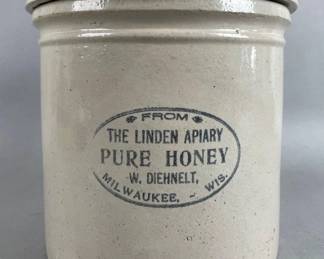 FROM
THE LINDEN APIARY
PURE HONEY
W. DIEHNELT,
MILWAUKEE, - WIS.